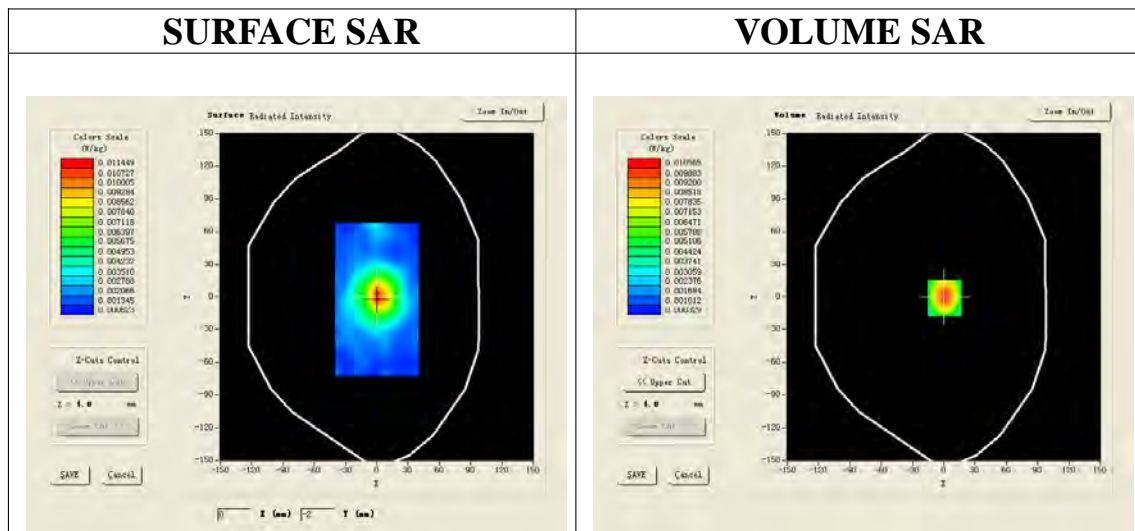 SURFACE SAR
VOLUME SAR
Surface Radiated Intensity
Zoom In/Out
Colors Scale
(W/kg)
0.011449
0.010727
0.010005
0.009284
0.008562
0.007840
0.007118
0.006397
0.005675
0.004953
0.004232
0.003510
0.002788
0.002066
0.001345
0.000623
150
120
90
60
30
0
-30
-60
-90
-120
-150
-150 -120 -90 -60 -30 0 30 60 90 120 150
Z-Cuts Control
<< Upper Cut
Z = 4.0 mm
SAVE
Cancel
0 X (mm) -2 Y (mm)
Volume Radiated Intensity
Zoom In/Out
Colors Scale
(W/kg)
0.010565
0.009883
0.009200
0.008518
0.007835
0.007153
0.006471
0.005788
0.005106
0.004424
0.003741
0.003059
0.002376
0.001694
0.001012
0.000329
150
120
90
60
30
0
-30
-60
-90
-120
-150
-150 -120 -90 -60 -30 0 30 60 90 120 150
Z-Cuts Control
<< Upper Cut
Z = 4.0 mm
SAVE
Cancel